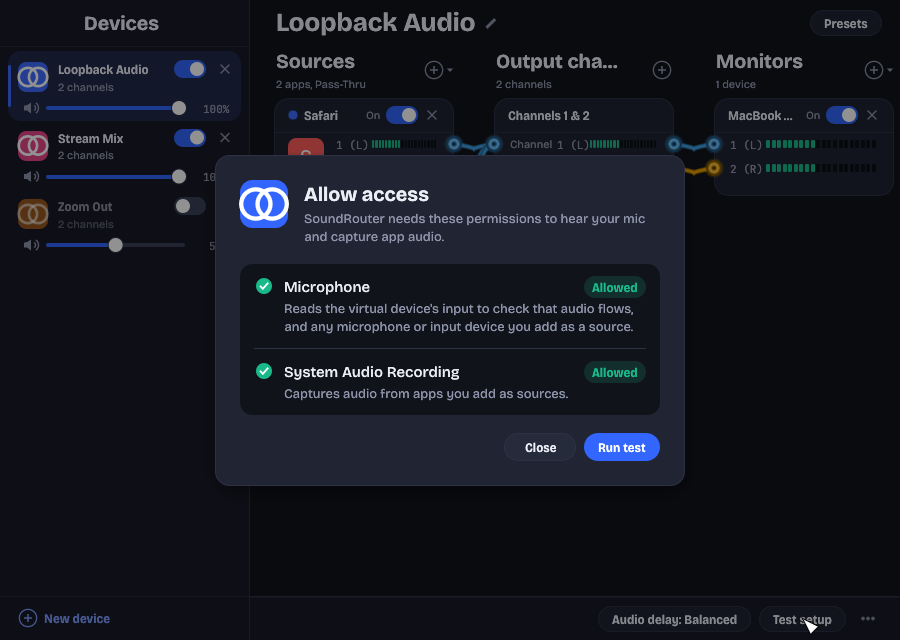 Devices
Loopback Audio
2 channels
100%
Stream Mix
2 channels
Zoom Out
2 channels
New device
Loopback Audio
Presets
Sources
2 apps, Pass-Thru
Output cha...
2 channels
Monitors
1 device
Safari
On
Channels 1 & 2
MacBook ...
On
1 (L)
Channel 1 (L)
1 (L)
2 (R)
Allow access
SoundRouter needs these permissions to hear your mic
and capture app audio.
Microphone
Allowed
Reads the virtual device's input to check that audio flows,
and any microphone or input device you add as a source.
System Audio Recording
Allowed
Captures audio from apps you add as sources.
Close
Run test
Audio delay: Balanced
Test setup